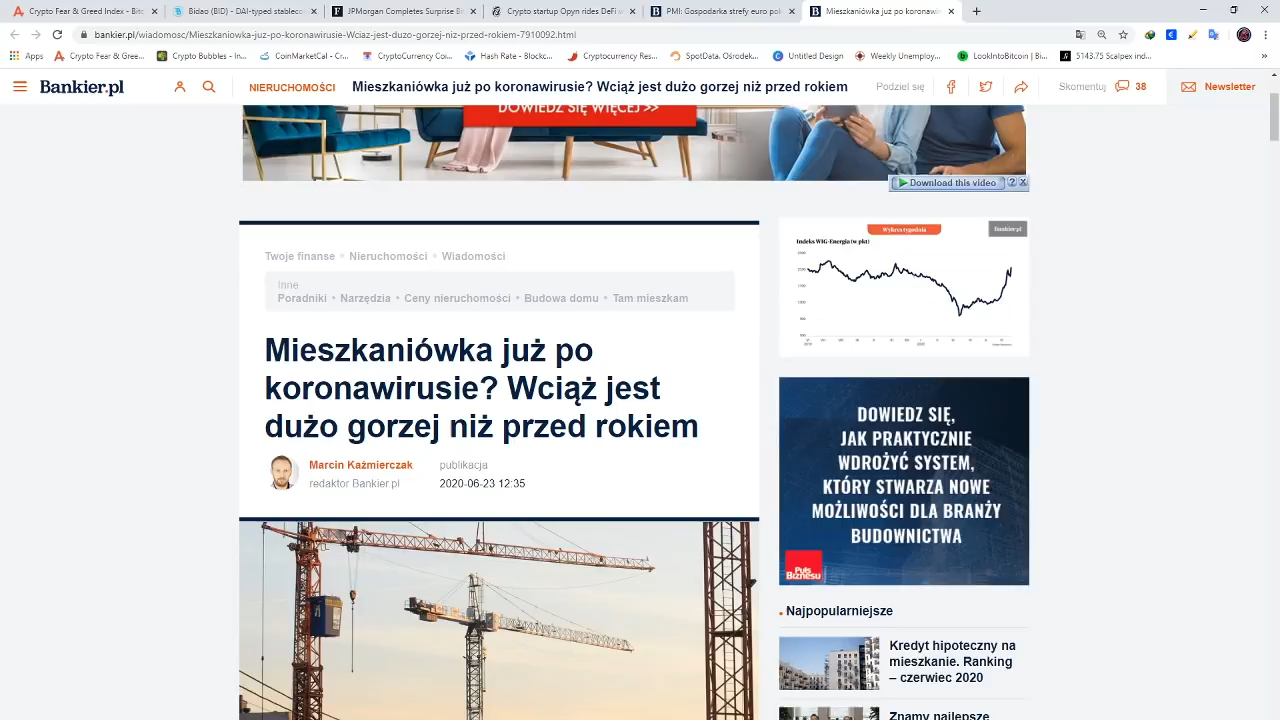 Crypto Fear & Greed Index - Bitc
Bidao (BID) - DAI-typed stablec
JPMorgan Completes Surprise Bit
Crypto startup Opyn rides DeFi w
PMI: Gospodarka strefy euro pok
Mieszkaniówka już po koronawiru
bankier.pl/wiadomosc/Mieszkaniowka-juz-po-koronawirusie-Wciaz-jest-duzo-gorzej-niz-przed-rokiem-7910092.html
Apps
Crypto Fear & Greed...
Crypto Bubbles - In...
CoinMarketCal - Cr...
CryptoCurrency Coin...
Hash Rate - Blockc...
Cryptocurrency Res...
SpotData. Ośrodek...
Untitled Design
Weekly Unemploy...
LookIntoBitcoin | Bi...
5143.75 Scalpex ind...
»
Bankier.pl
NIERUCHOMOŚCI
Mieszkaniówka już po koronawirusie? Wciąż jest dużo gorzej niż przed rokiem
Podziel się
Skomentuj
38
Newsletter
DOWIEDZ SIĘ WIĘCEJ >>
Download this video
? X
Twoje finanse
Nieruchomości
Wiadomości
Inne
Poradniki • Narzędzia • Ceny nieruchomości • Budowa domu • Tam mieszkam
Mieszkaniówka już po
koronawirusie? Wciąż jest
dużo gorzej niż przed rokiem
Marcin Kaźmierczak
redaktor Bankier.pl
publikacja
2020-06-23 12:35
Wykres tygodnia
Bankier.pl
Indeks WIG-Energia (w pkt)
DOWIEDZ SIĘ,
JAK PRAKTYCZNIE
WDROŻYĆ SYSTEM,
KTÓRY STWARZA NOWE
MOŻLIWOŚCI DLA BRANŻY
BUDOWNICTWA
Puls
Biznesu
Najpopularniejsze
Kredyt hipoteczny na
mieszkanie. Ranking
– czerwiec 2020
Znamy najlepsze